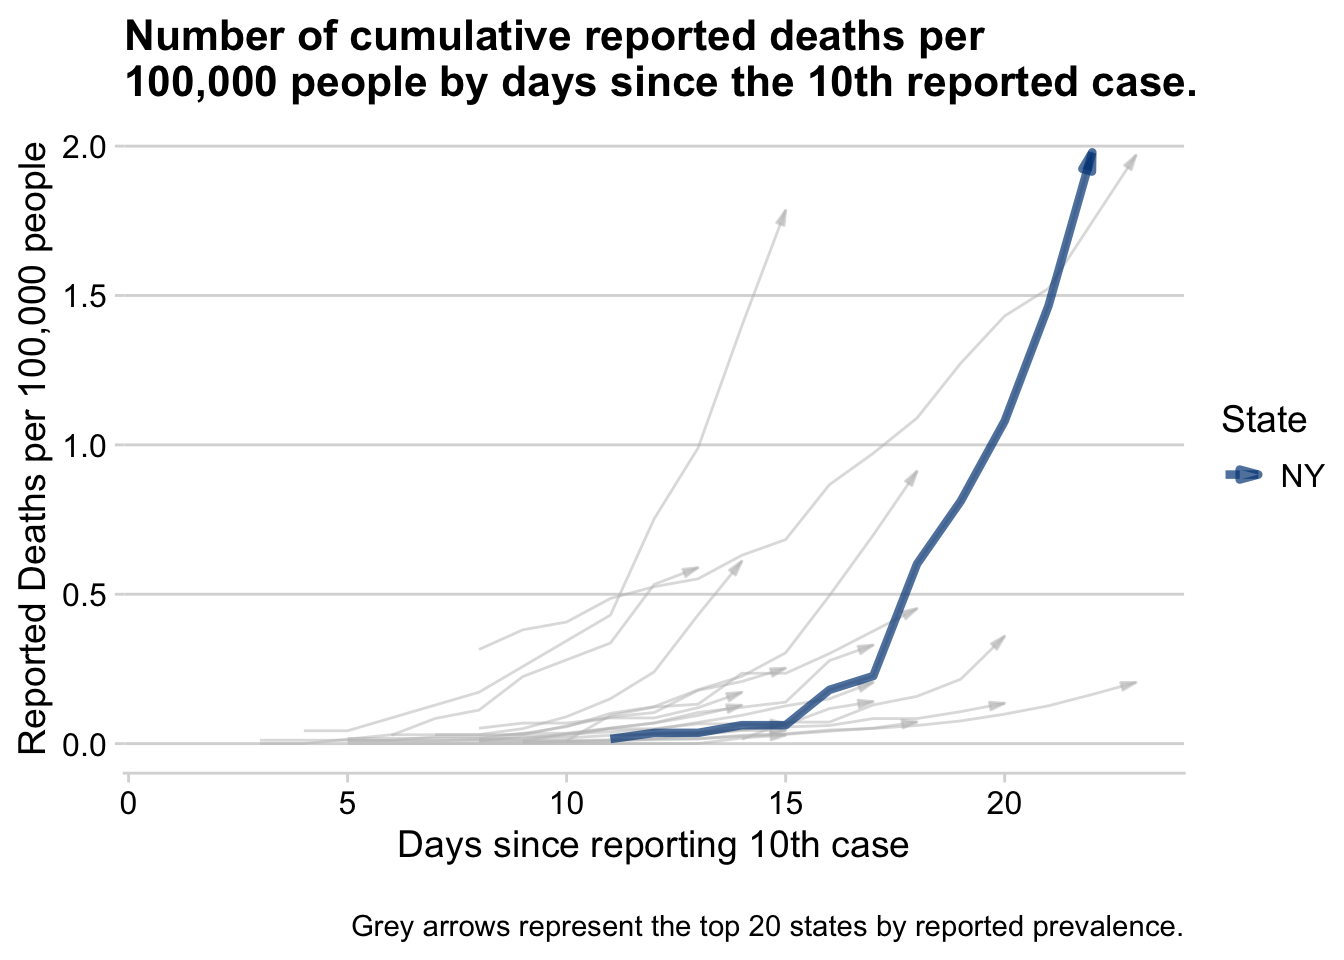 Number of cumulative reported deaths per
100,000 people by days since the 10th reported case.
Reported Deaths per 100,000 people
2.0
1.5
1.0
0.5
0.0
0 5 10 15 20
Days since reporting 10th case
State
NY
Grey arrows represent the top 20 states by reported prevalence.